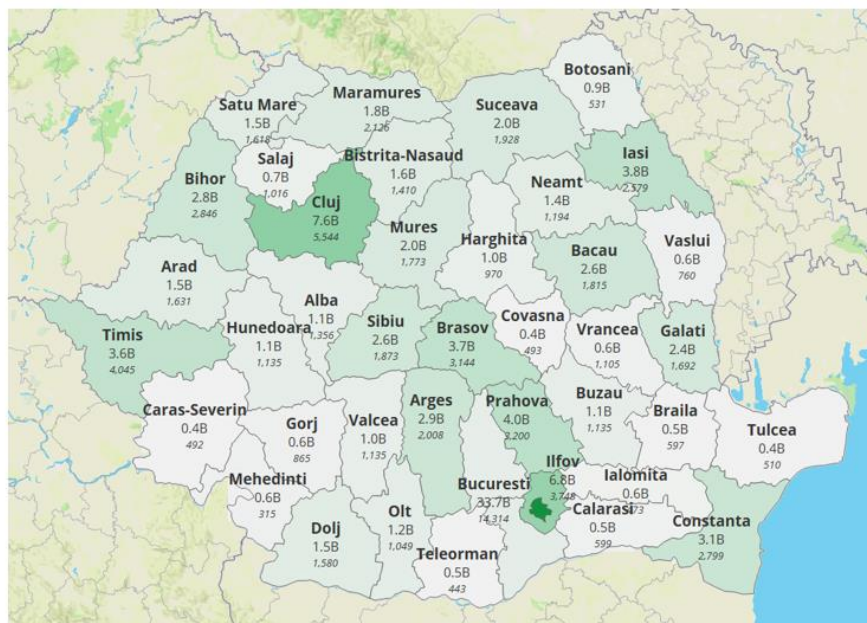 Botosani
0.9B
531
Satu Mare
1.5B
1,618
Maramures
1.8B
2,126
Suceava
2.0B
1,928
Salaj
0.7B
1,016
Bistrita-Nasaud
1.6B
1,410
Iasi
3.8B
2,579
Bihor
2.8B
2,846
Cluj
7.6B
5,544
Neamt
1.4B
1,194
Mures
2.0B
1,773
Harghita
1.0B
970
Bacau
2.6B
1,815
Vaslui
0.6B
760
Arad
1.5B
1,631
Alba
1.1B
1,356
Timis
3.6B
4,045
Hunedoara
1.1B
1,135
Sibiu
2.6B
1,873
Brasov
3.7B
3,144
Covasna
0.4B
493
Vrancea
0.6B
1,105
Galati
2.4B
1,692
Caras-Severin
0.4B
492
Gorj
0.6B
865
Valcea
1.0B
1,135
Arges
2.9B
2,008
Prahova
4.0B
3,200
Buzau
1.1B
1,135
Braila
0.5B
597
Tulcea
0.4B
510
Mehedinti
0.6B
315
Bucuresti
33.7B
14,314
Ilfov
6.8B
3,748
Ialomita
0.6B
Dolj
1.5B
1,580
Olt
1.2B
1,049
Teleorman
0.5B
443
Calarasi
0.5B
599
Constanta
3.1B
2,799